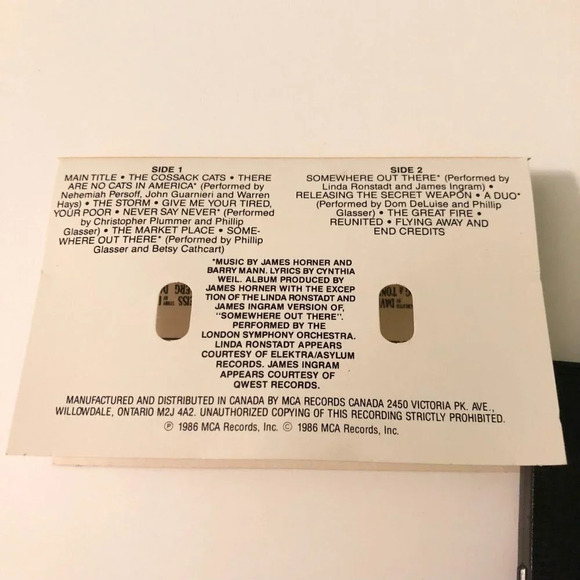 SIDE 1
MAIN TITLE • THE COSSACK CATS • THERE
ARE NO CATS IN AMERICA* (Performed by
Nehemiah Persoff, John Guarnieri and Warren
Hays) • THE STORM • GIVE ME YOUR TIRED,
YOUR POOR • NEVER SAY NEVER* (Performed
by Christopher Plummer and Phillip
Glasser) • THE MARKET PLACE • SOME-
WHERE OUT THERE* (Performed by Phillip
Glasser and Betsy Cathcart)
SIDE 2
SOMEWHERE OUT THERE* (Performed by
Linda Ronstadt and James Ingram) •
RELEASING THE SECRET WEAPON • A DUO*
(Performed by Dom DeLuise and Phillip
Glasser) • THE GREAT FIRE •
REUNITED • FLYING AWAY AND
END CREDITS
*MUSIC BY JAMES HORNER AND
BARRY MANN. LYRICS BY CYNTHIA
WEIL. ALBUM PRODUCED BY
JAMES HORNER WITH THE EXCEP
TION OF THE LINDA RONSTADT AND
JAMES INGRAM VERSION OF,
"SOMEWHERE OUT THERE".
PERFORMED BY THE
LONDON SYMPHONY ORCHESTRA.
LINDA RONSTADT APPEARS
COURTESY OF ELEKTRA/ASYLUM
RECORDS. JAMES INGRAM
APPEARS COURTESY OF
QWEST RECORDS.
MANUFACTURED AND DISTRIBUTED IN CANADA BY MCA RECORDS CANADA 2450 VICTORIA PK. AVE.,
WILLOWDALE, ONTARIO M2J 4A2. UNAUTHORIZED COPYING OF THIS RECORDING STRICTLY PROHIBITED.
℗ 1986 MCA Records, Inc. © 1986 MCA Records, Inc.